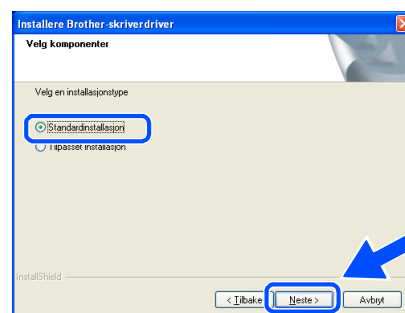 Installere Brother-skriverdriver
Velg komponenter
Velg en installasjonstype
Standardinstallasjon
Tilpasset installasjon
InstallShield
< Tilbake Neste > Avbryt